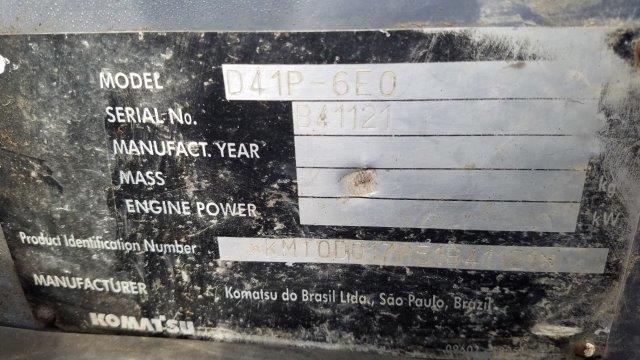 MODEL D41P-6E0
SERIAL No. B41121
MANUFACT. YEAR
MASS
ENGINE POWER kW
Product Identification Number
MANUFACTURER Komatsu do Brasil Ltda., São Paulo, Brazil
KOMATSU